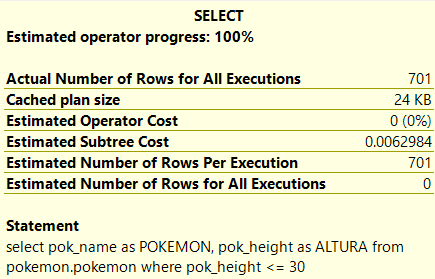 SELECT
Estimated operator progress: 100%
Actual Number of Rows for All Executions 701
Cached plan size 24 KB
Estimated Operator Cost 0 (0%)
Estimated Subtree Cost 0.0062984
Estimated Number of Rows Per Execution 701
Estimated Number of Rows for All Executions 0
Statement
select pok_name as POKEMON, pok_height as ALTURA from
pokemon.pokemon where pok_height <= 30